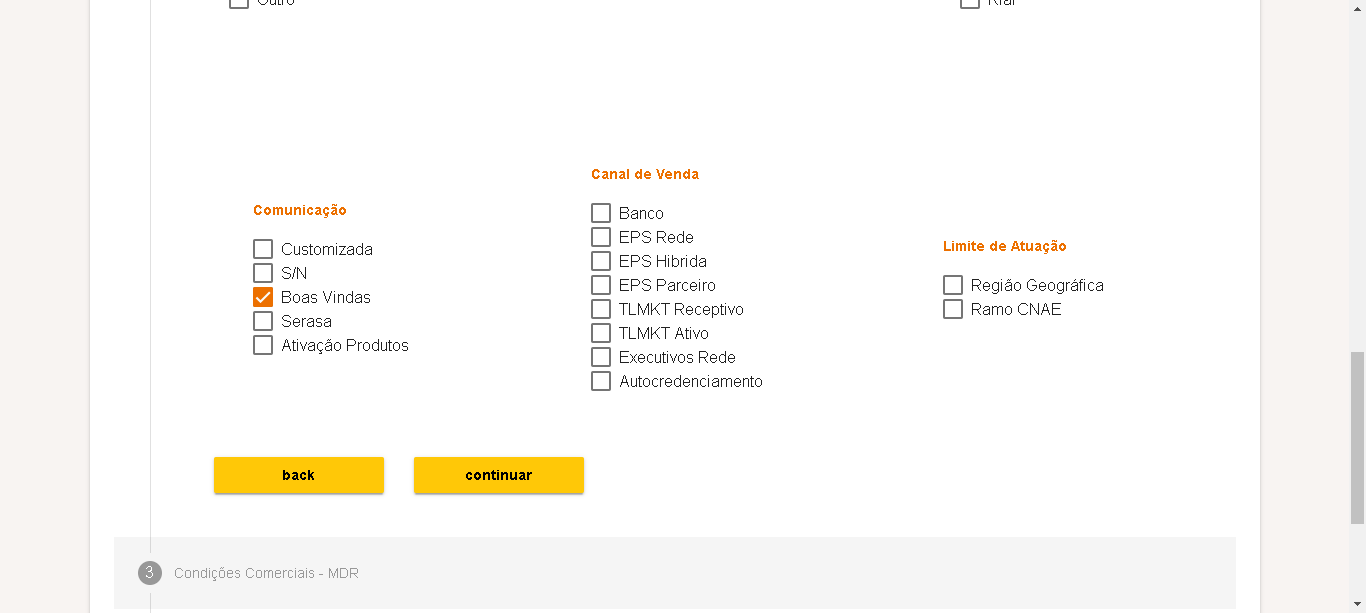 Outro
Comunicação
Customizada
S/N
Boas Vindas
Serasa
Ativação Produtos
Canal de Venda
Banco
EPS Rede
EPS Hibrida
EPS Parceiro
TLMKT Receptivo
TLMKT Ativo
Executivos Rede
Autocredenciamento
Limite de Atuação
Região Geográfica
Ramo CNAE
back
continuar
3 Condições Comerciais - MDR